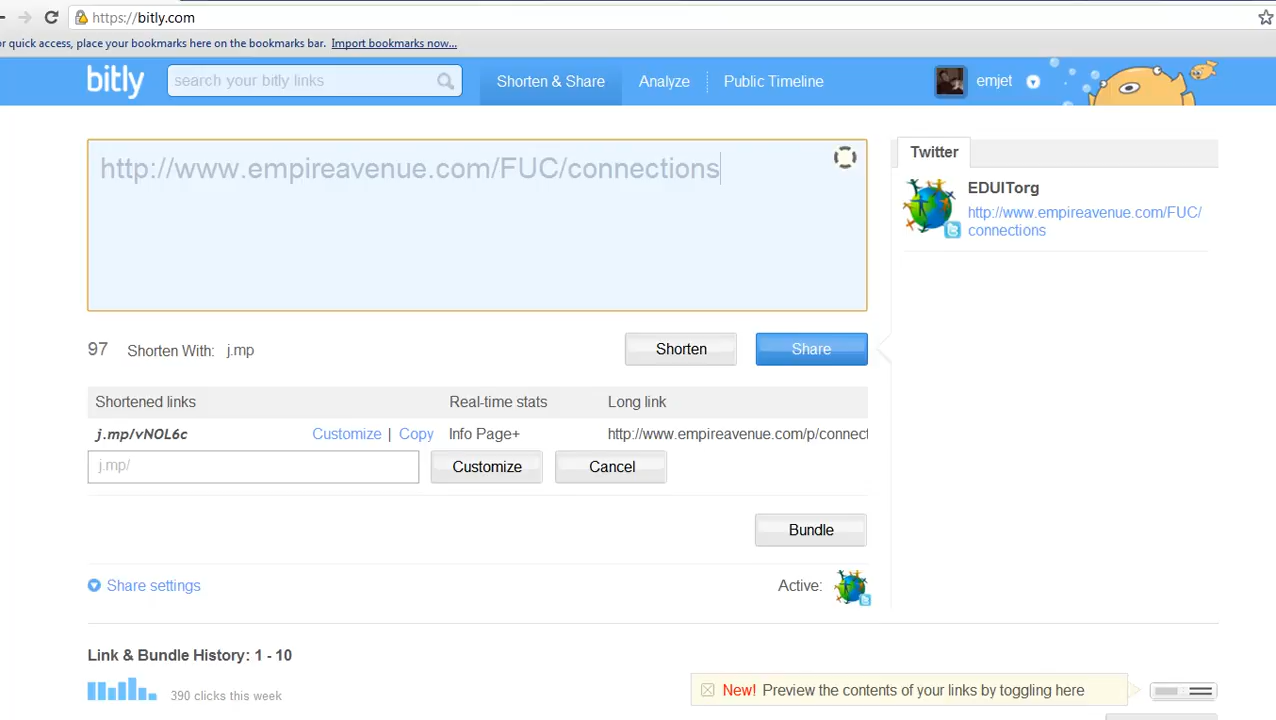 https://bitly.com
or quick access, place your bookmarks here on the bookmarks bar. Import bookmarks now...
bitly
search your bitly links
Shorten & Share
Analyze
Public Timeline
emjet
http://www.empireavenue.com/FUC/connections
Twitter
EDUITorg
http://www.empireavenue.com/FUC/
connections
97 Shorten With: j.mp
Shorten
Share
Shortened links Real-time stats Long link
j.mp/vNOL6c Customize | Copy Info Page+ http://www.empireavenue.com/p/connect
j.mp/
Customize
Cancel
Bundle
Share settings
Active:
Link & Bundle History: 1 - 10
390 clicks this week
New! Preview the contents of your links by toggling here